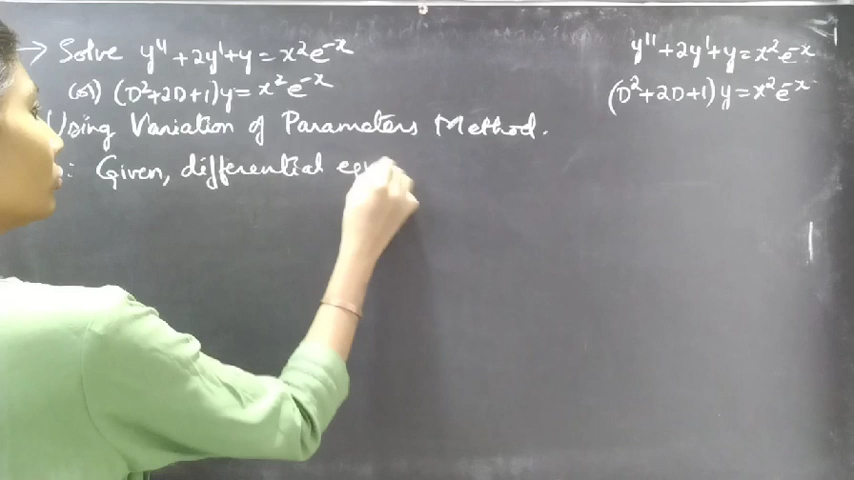 → Solve y'' + 2y' + y = x²e⁻ˣ
(or) (D²+2D+1)y = x²e⁻ˣ
Using Variation of Parameters Method.
: Given, differential equ
y'' + 2y' + y = x²e⁻ˣ
(D²+2D+1)y = x²e⁻ˣ